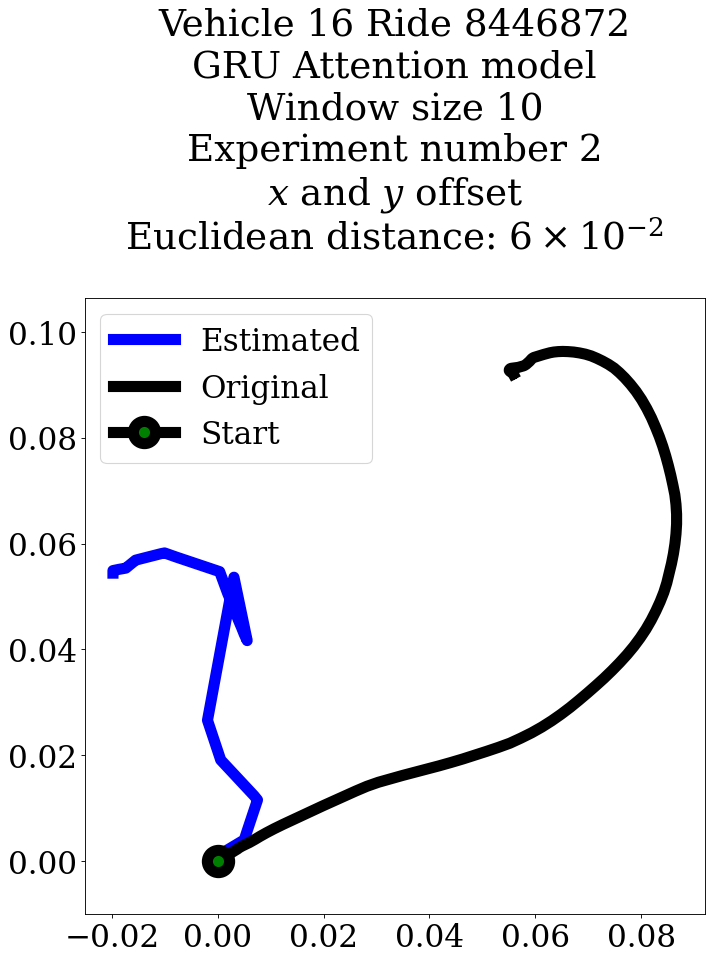 Vehicle 16 Ride 8446872
GRU Attention model
Window size 10
Experiment number 2
x and y offset
Euclidean distance: 6 × 10⁻²
Estimated
Original
Start
0.10
0.08
0.06
0.04
0.02
0.00
−0.02 0.00 0.02 0.04 0.06 0.08